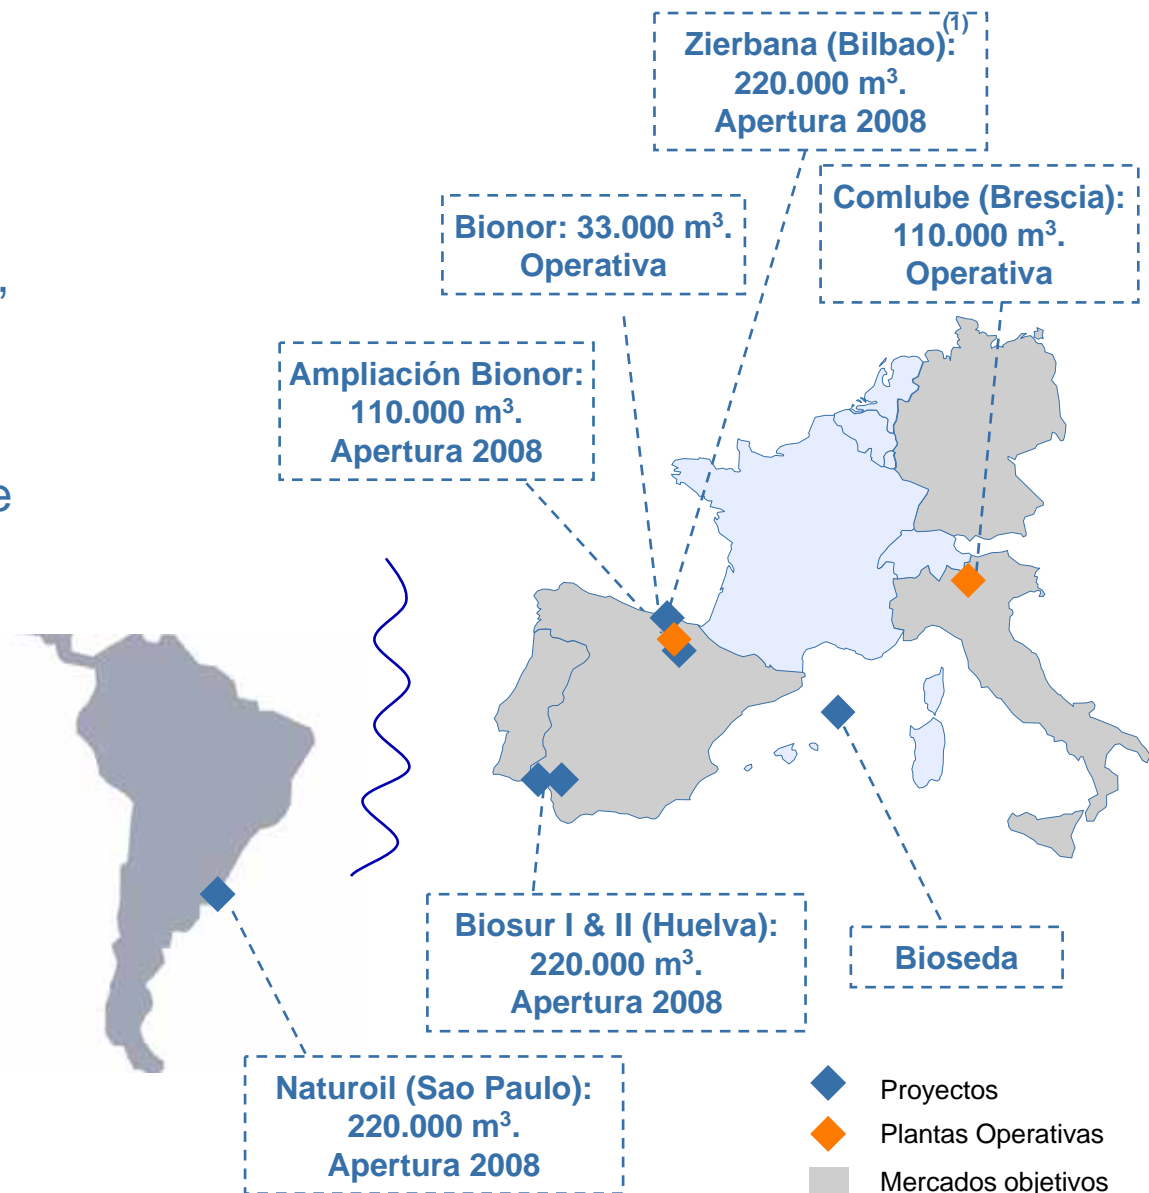 (1)
Zierbana (Bilbao):
220.000 m³.
Apertura 2008
Comlube (Brescia):
110.000 m³.
Operativa
Bionor: 33.000 m³.
Operativa
,
Ampliación Bionor:
110.000 m³.
Apertura 2008
e
Biosur I & II (Huelva):
220.000 m³.
Apertura 2008
Bioseda
Naturoil (Sao Paulo):
220.000 m³.
Apertura 2008
Proyectos
Plantas Operativas
Mercados objetivos